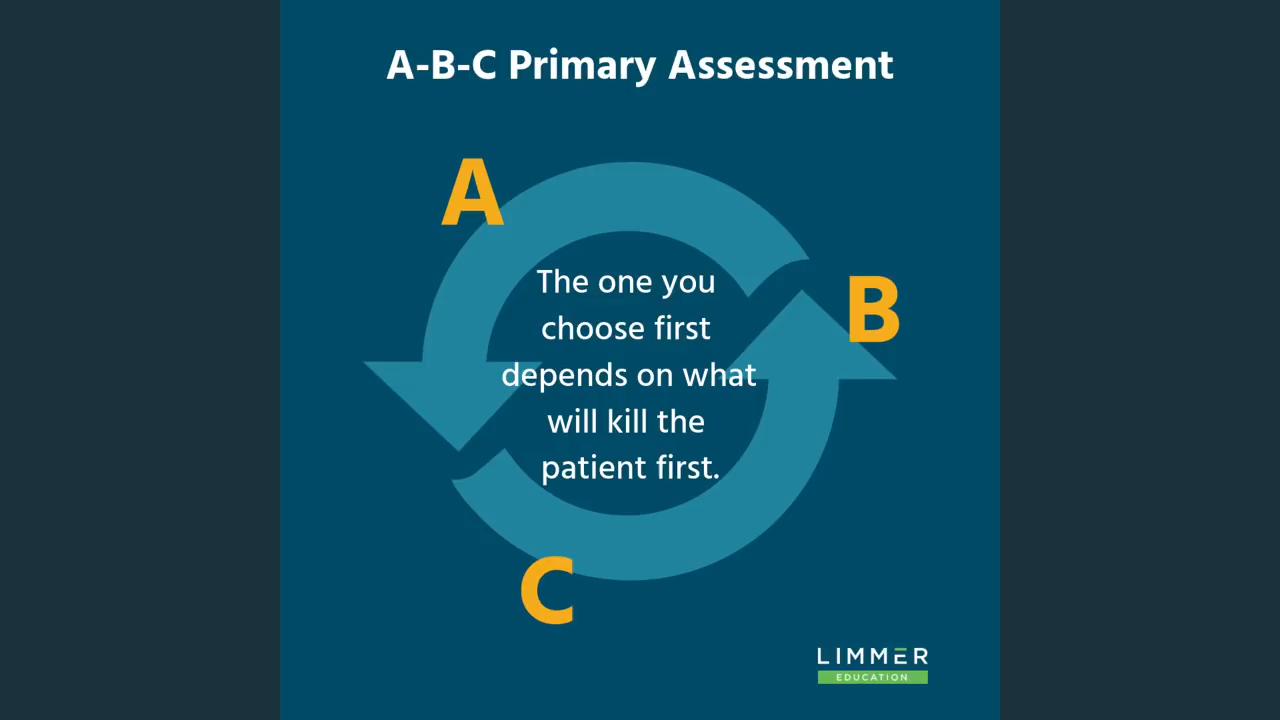 A-B-C Primary Assessment
A
B
The one you
choose first
depends on what
will kill the
patient first.
C
LIMMER
EDUCATION